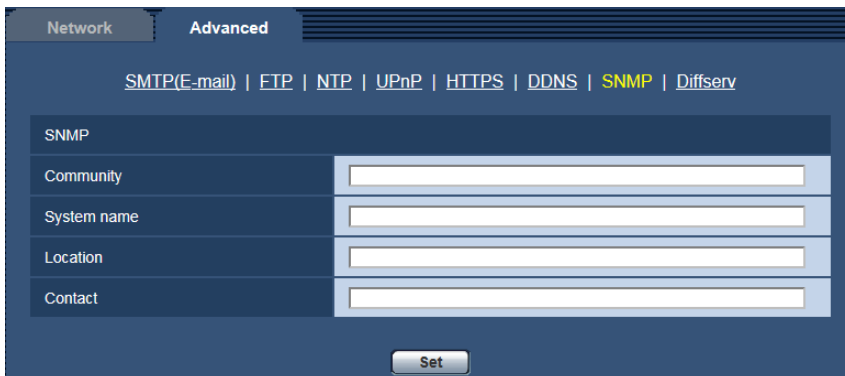 Network Advanced
SMTP(E-mail) | FTP | NTP | UPnP | HTTPS | DDNS | SNMP | Diffserv
SNMP
Community
System name
Location
Contact
Set